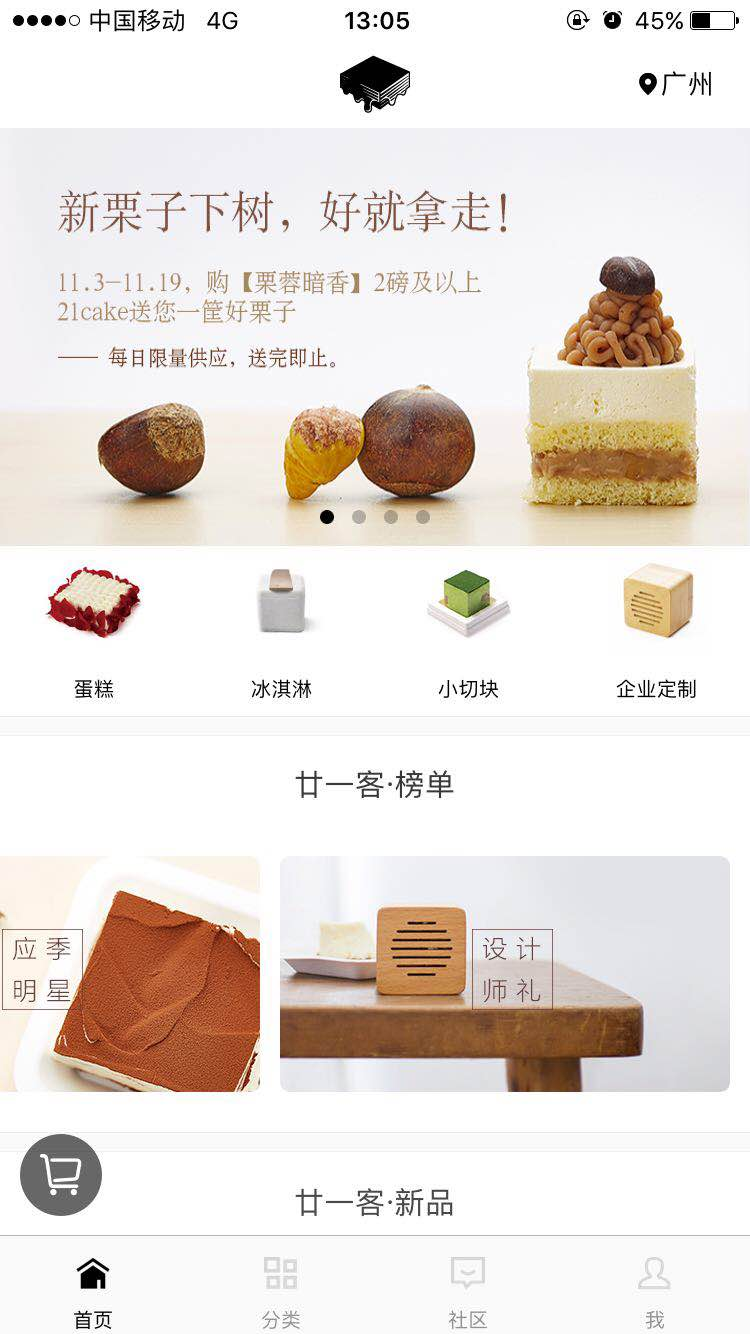 中国移动 4G 13:05 45%
广州
新栗子下树，好就拿走！
11.3—11.19，购【栗蓉暗香】2磅及以上
21cake送您一筐好栗子
—— 每日限量供应，送完即止。
蛋糕 冰淇淋 小切块 企业定制
廿一客·榜单
应季
明星
设计
师礼
廿一客·新品
首页 分类 社区 我